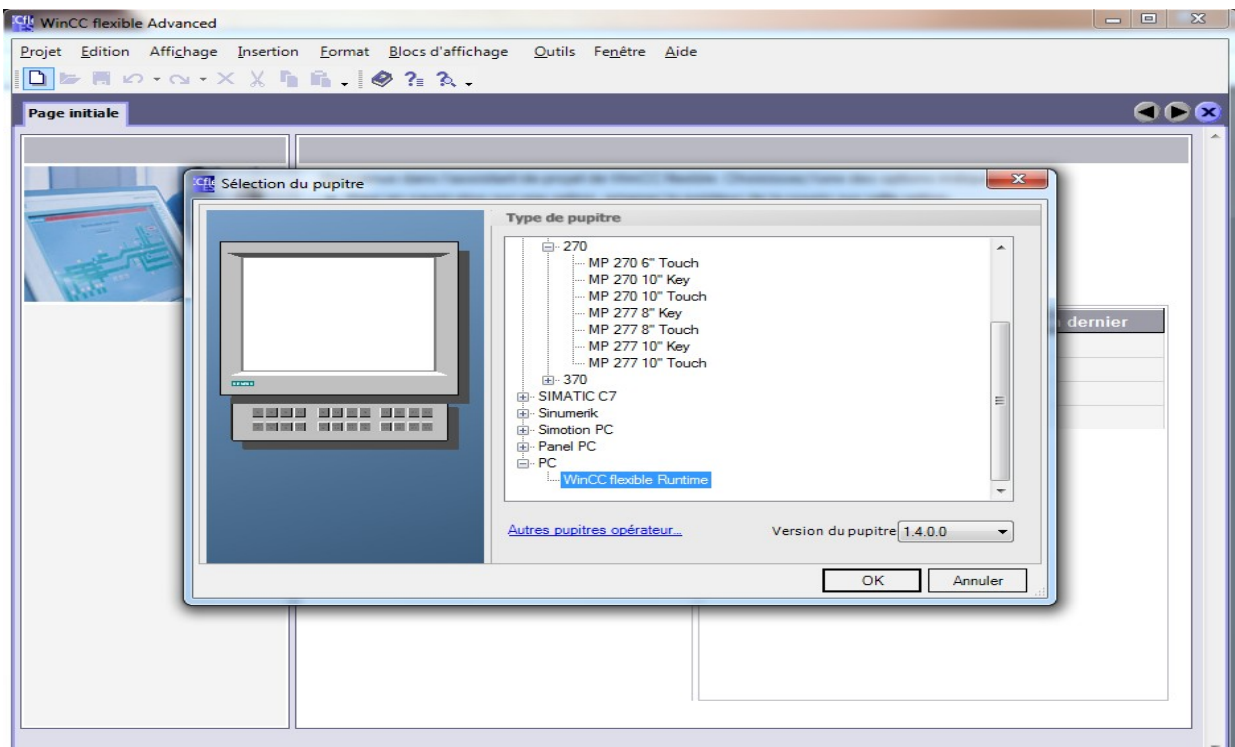 WinCC flexible Advanced
Projet Edition Affichage Insertion Format Blocs d'affichage Outils Fenêtre Aide
Page initiale
Sélection du pupitre
Type de pupitre
270
MP 270 6" Touch
MP 270 10" Key
MP 270 10" Touch
MP 277 8" Key
MP 277 8" Touch
MP 277 10" Key
MP 277 10" Touch
370
SIMATIC C7
Sinumerik
Simotion PC
Panel PC
PC
WinCC flexible Runtime
dernier
Autres pupitres opérateur...
Version du pupitre 1.4.0.0
OK Annuler